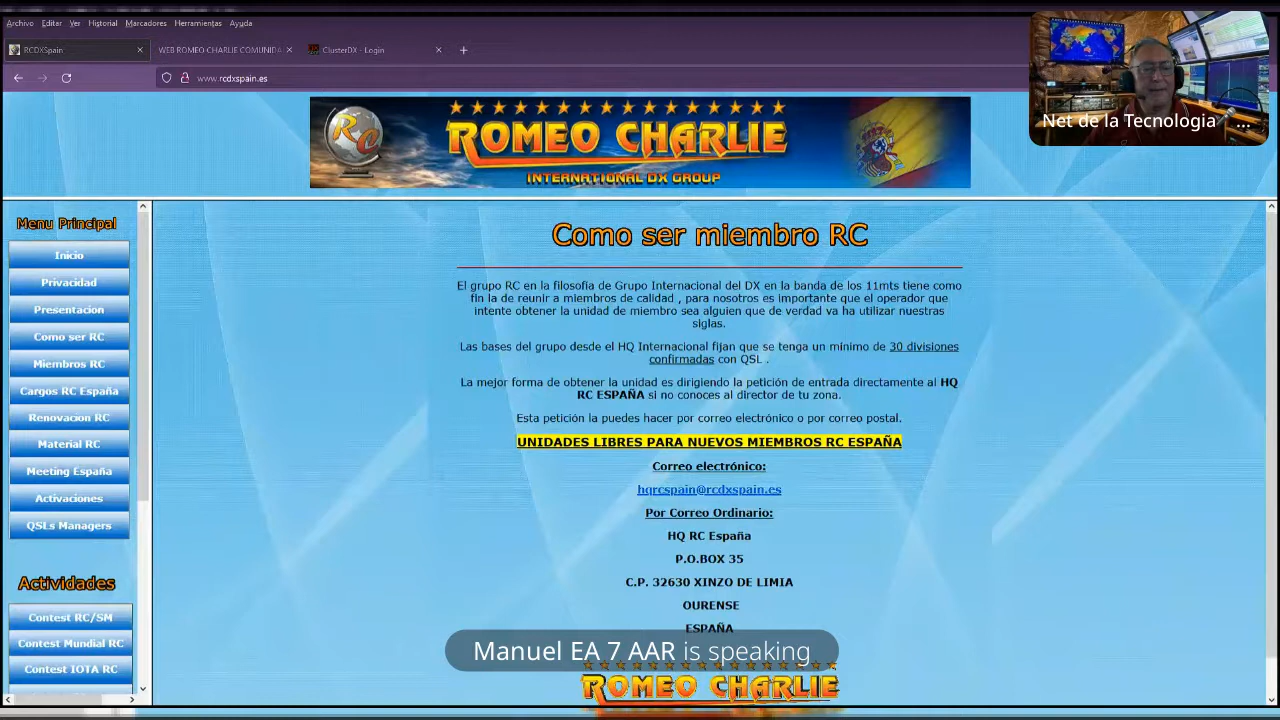 Archivo Editar Ver Historial Marcadores Herramientas Ayuda
RCDXSpain
WEB ROMEO CHARLIE COMUNIDA
ClusterDX - Login
www.rcdxspain.es
Net de la Tecnologia ...
RC
ROMEO CHARLIE
INTERNATIONAL DX GROUP
Menu Principal
Inicio
Privacidad
Presentacion
Como ser RC
Miembros RC
Cargos RC España
Renovacion RC
Material RC
Meeting España
Activaciones
QSLs Managers
Actividades
Contest RC/SM
Contest Mundial RC
Contest IOTA RC
Como ser miembro RC
El grupo RC en la filosofía de Grupo Internacional del DX en la banda de los 11mts tiene como
fin la de reunir a miembros de calidad , para nosotros es importante que el operador que
intente obtener la unidad de miembro sea alguien que de verdad va ha utilizar nuestras
siglas.
Las bases del grupo desde el HQ Internacional fijan que se tenga un mínimo de 30 divisiones
confirmadas con QSL .
La mejor forma de obtener la unidad es dirigiendo la petición de entrada directamente al HQ
RC ESPAÑA si no conoces al director de tu zona.
Esta petición la puedes hacer por correo electrónico o por correo postal.
UNIDADES LIBRES PARA NUEVOS MIEMBROS RC ESPAÑA
Correo electrónico:
hqrcspain@rcdxspain.es
Por Correo Ordinario:
HQ RC España
P.O.BOX 35
C.P. 32630 XINZO DE LIMIA
OURENSE
ESPAÑA
Manuel EA 7 AAR is speaking
ROMEO CHARLIE